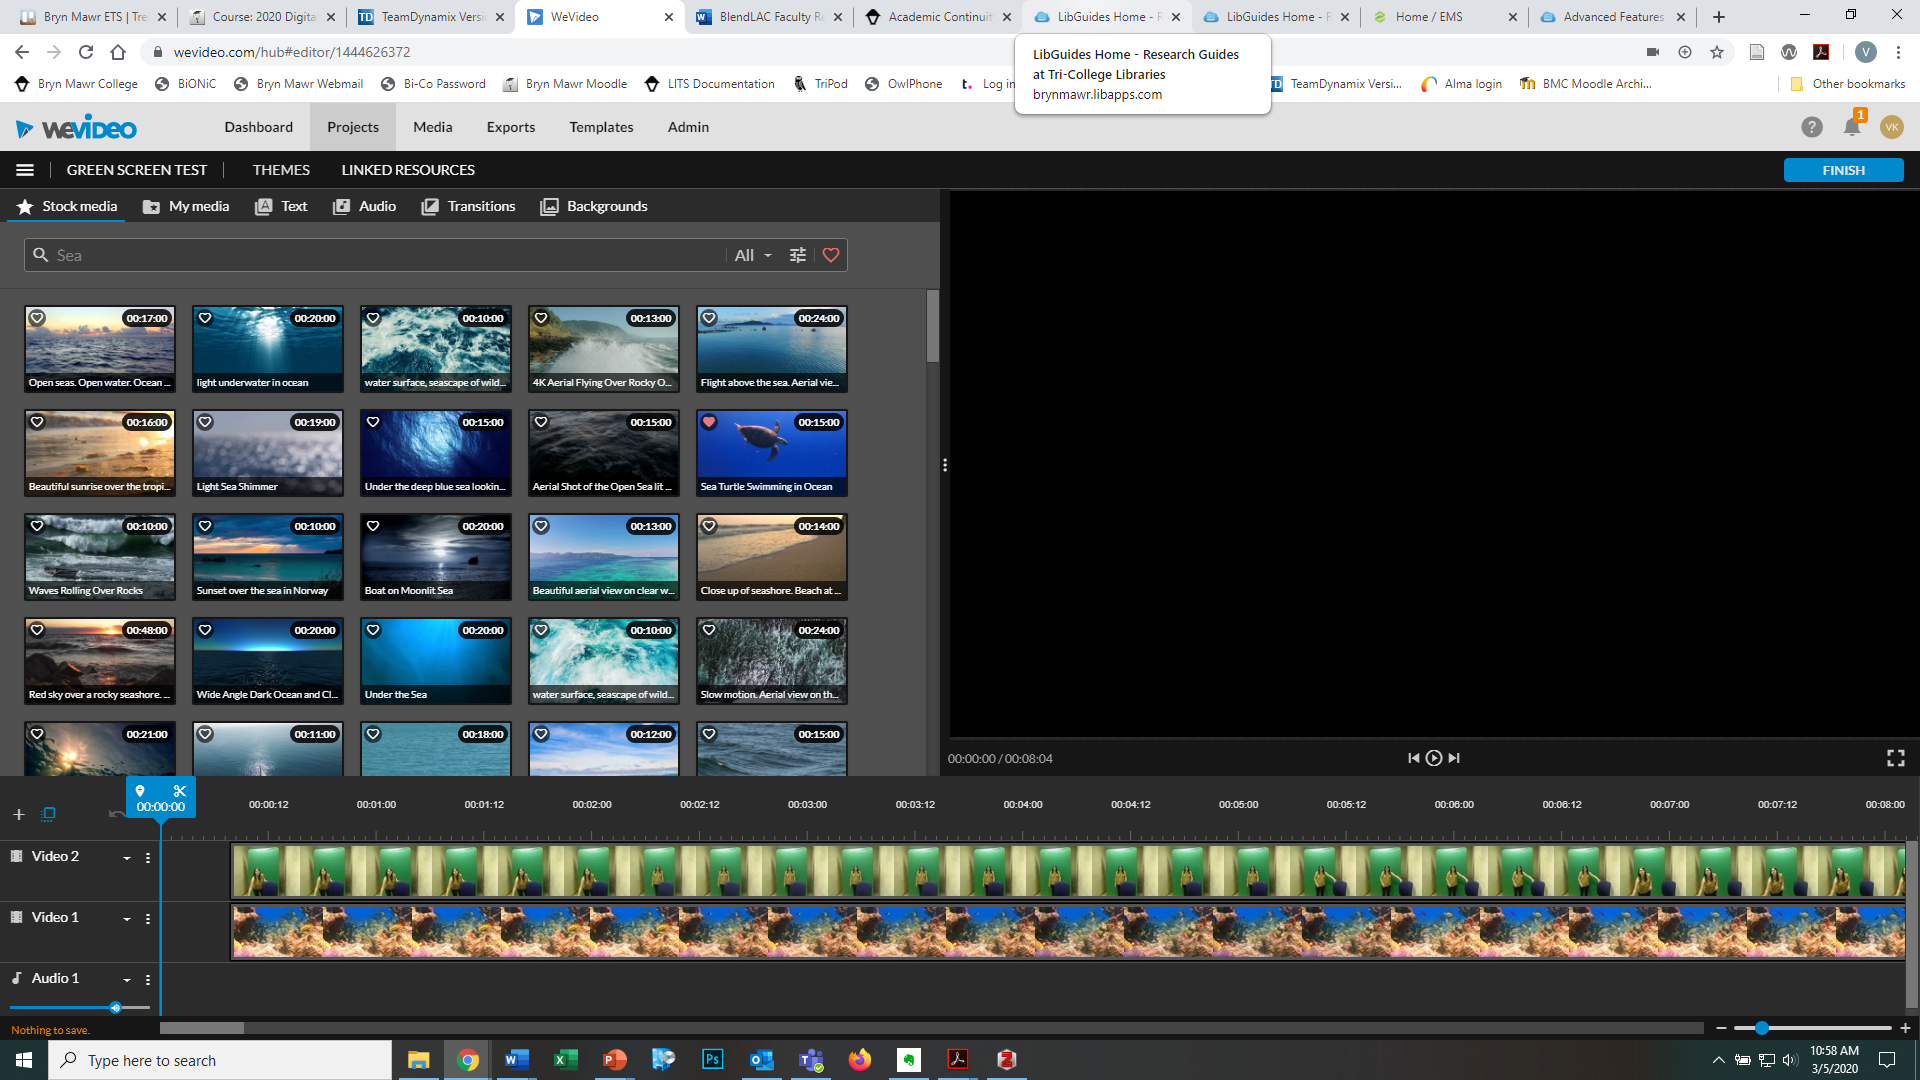 Bryn Mawr ETS | Tre
Course: 2020 Digital
TeamDynamix Versi
WeVideo
BlendLAC Faculty Re
Academic Continuit
LibGuides Home - R
LibGuides Home - R
Home / EMS
Advanced Features
wevideo.com/hub#editor/1444626372
V
LibGuides Home - Research Guides
at Tri-College Libraries
brynmawr.libapps.com
Bryn Mawr College
BiONiC
Bryn Mawr Webmail
Bi-Co Password
Bryn Mawr Moodle
LITS Documentation
TriPod
OwlPhone
Log in
TeamDynamix Versi...
Alma login
BMC Moodle Archi...
Other bookmarks
WEVIDEO
Dashboard
Projects
Media
Exports
Templates
Admin
1
VK
GREEN SCREEN TEST
THEMES
LINKED RESOURCES
FINISH
Stock media
My media
Text
Audio
Transitions
Backgrounds
Sea
All
00:17:00
00:20:00
00:10:00
00:13:00
00:24:00
Open seas. Open water. Ocean ...
light underwater in ocean
water surface, seascape of wild...
4K Aerial Flying Over Rocky O...
Flight above the sea. Aerial vie...
00:16:00
00:19:00
00:15:00
00:15:00
00:15:00
Beautiful sunrise over the tropi...
Light Sea Shimmer
Under the deep blue sea lookin...
Aerial Shot of the Open Sea lit ...
Sea Turtle Swimming in Ocean
00:10:00
00:10:00
00:20:00
00:13:00
00:14:00
Waves Rolling Over Rocks
Sunset over the sea in Norway
Boat on Moonlit Sea
Beautiful aerial view on clear w...
Close up of seashore. Beach at ...
00:48:00
00:20:00
00:20:00
00:10:00
00:24:00
Red sky over a rocky seashore. ...
Wide Angle Dark Ocean and Cl...
Under the Sea
water surface, seascape of wild...
Slow motion. Aerial view on th...
00:21:00
00:11:00
00:18:00
00:12:00
00:15:00
00:00:00 / 00:08:04
00:00:00
00:00:12
00:01:00
00:01:12
00:02:00
00:02:12
00:03:00
00:03:12
00:04:00
00:04:12
00:05:00
00:05:12
00:06:00
00:06:12
00:07:00
00:07:12
00:08:00
Video 2
Video 1
Audio 1
Nothing to save.
Type here to search
10:58 AM
3/5/2020